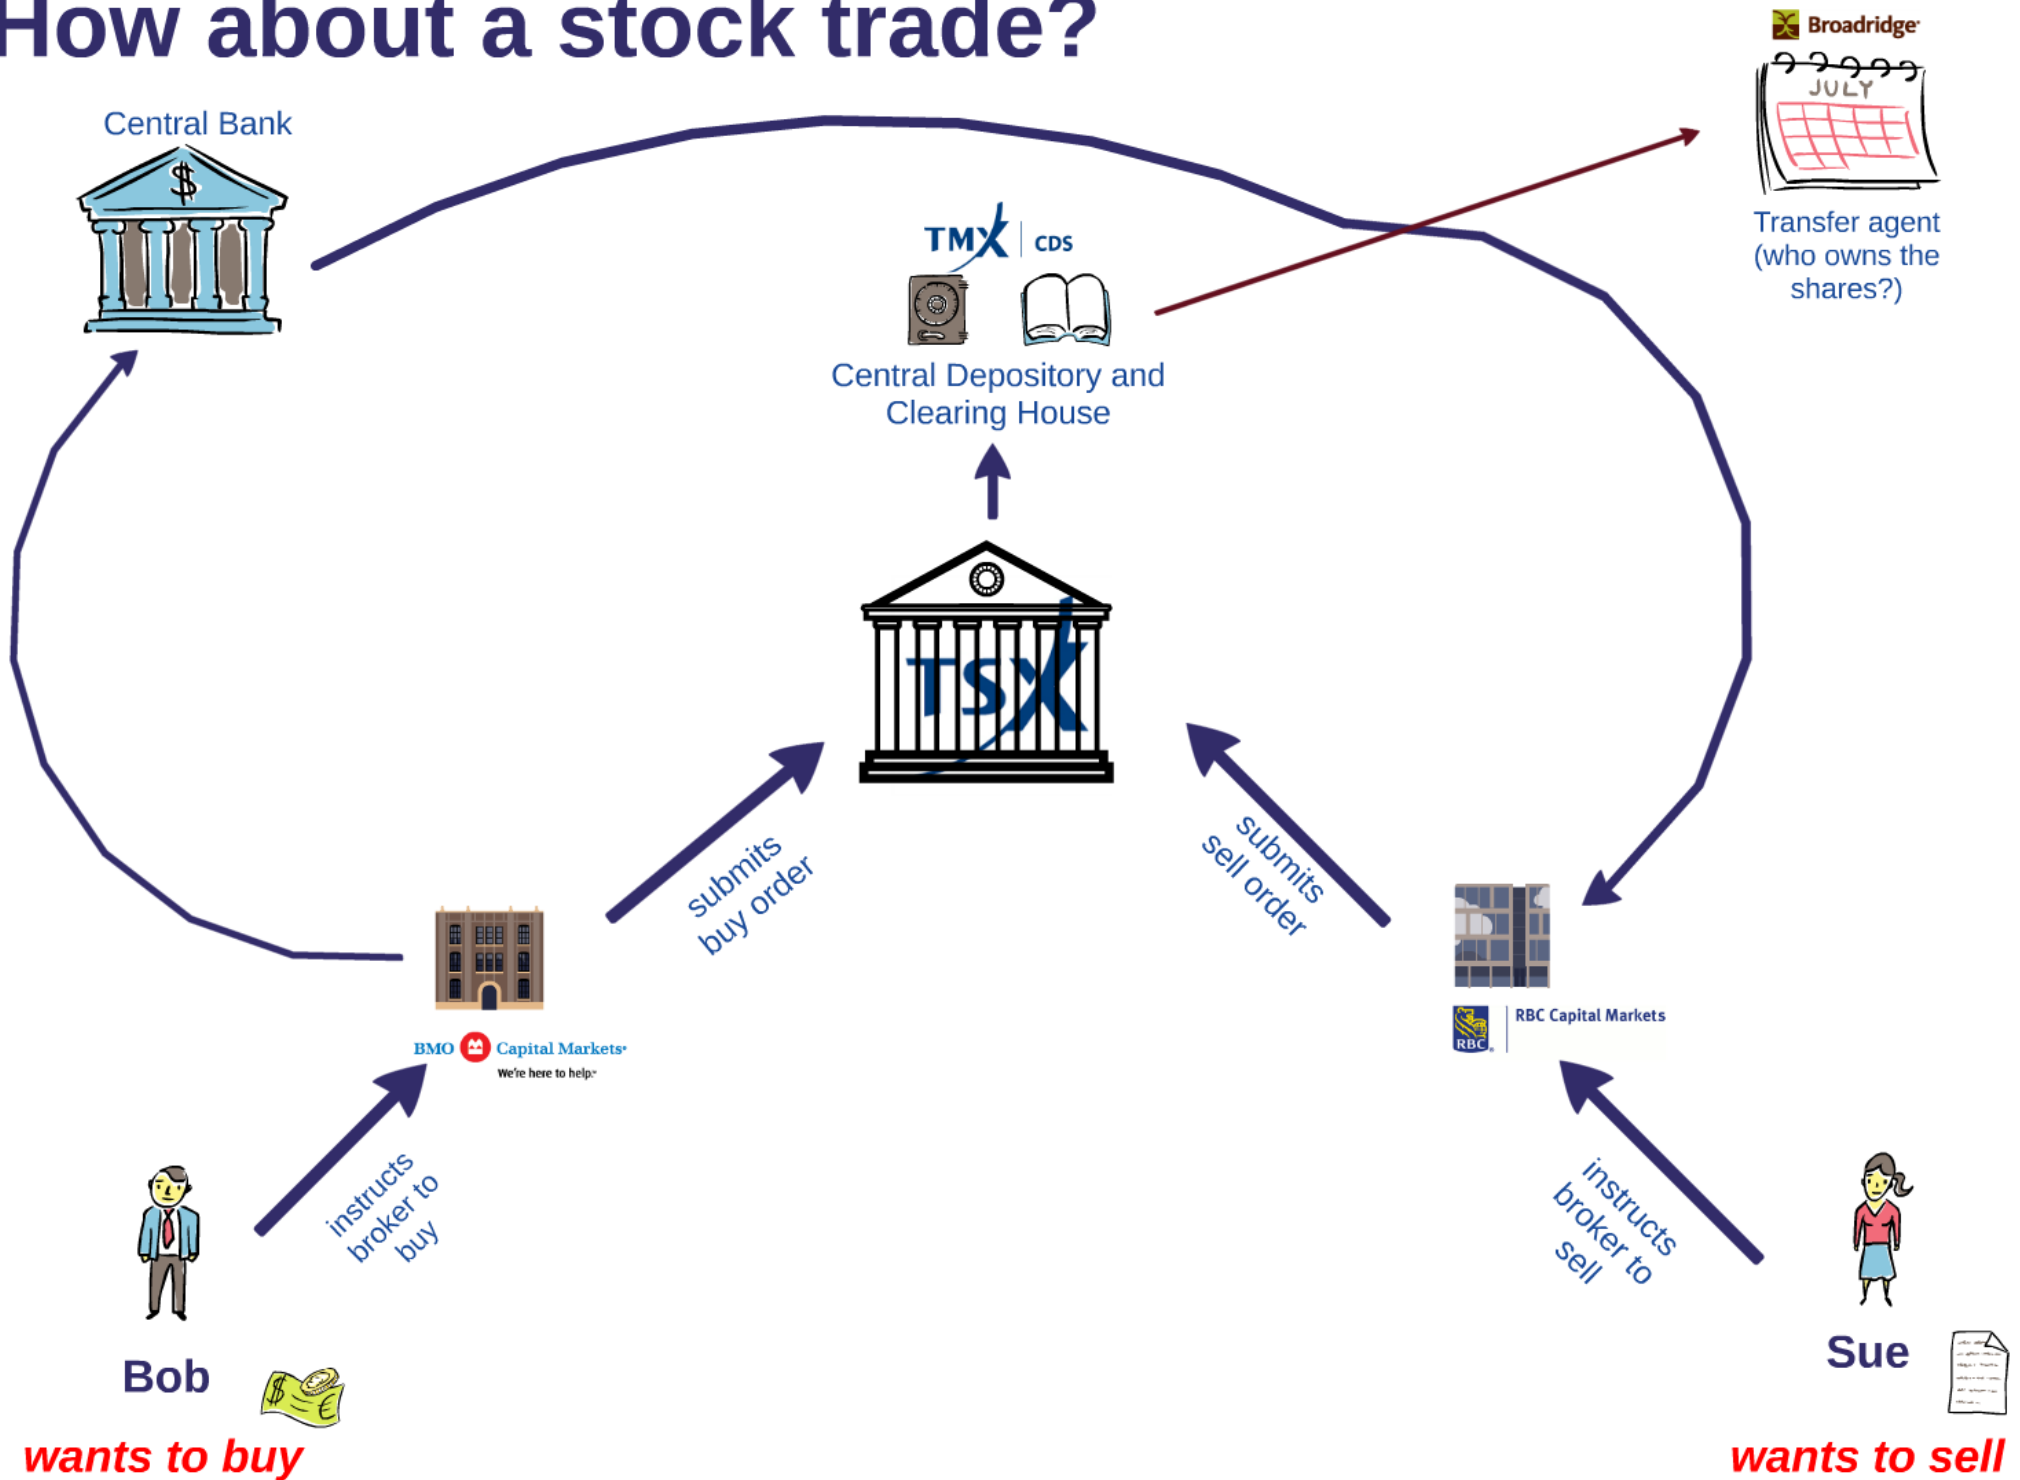 How about a stock trade?
Broadridge
JULY
Central Bank
$
TMX | CDS
Transfer agent
(who owns the
shares?)
Central Depository and
Clearing House
TSX
submits
buy order
submits
sell order
BMO Capital Markets
We're here to help.™
RBC Capital Markets
RBC
instructs
broker to
buy
instructs
broker to
sell
Bob
$ €
wants to buy
Sue
wants to sell